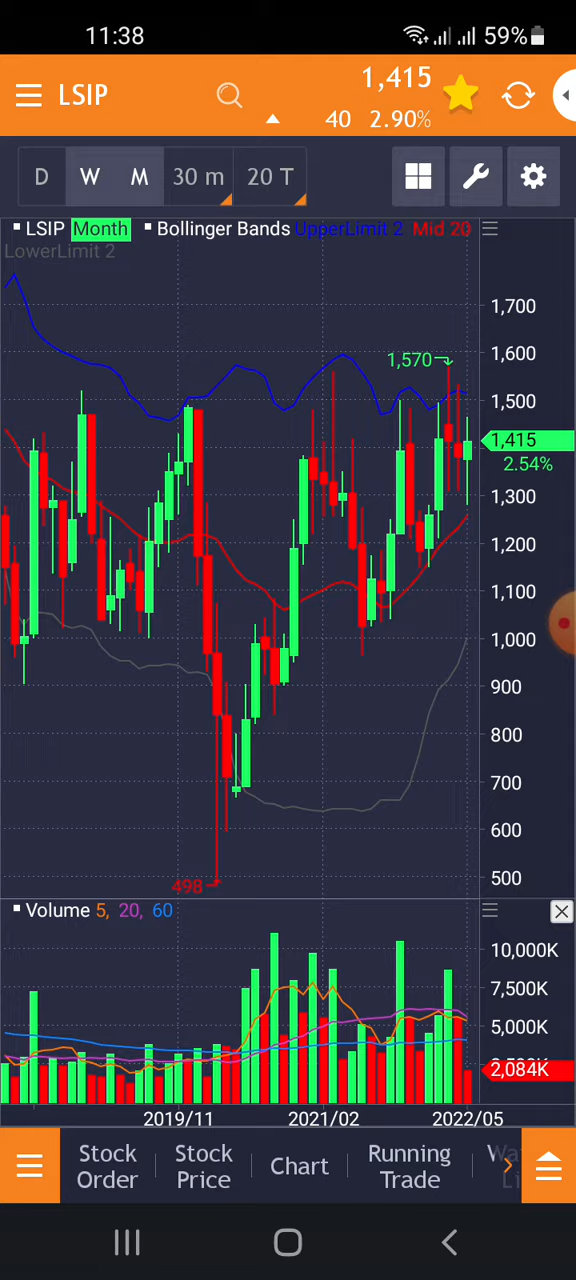 11:38 59%
LSIP 1,415
40 2.90%
D W M 30 m 20 T
LSIP Month Bollinger Bands UpperLimit 2 Mid 20
LowerLimit 2
1,700
1,570 1,600
1,500
1,415
2.54%
1,300
1,200
1,100
1,000
900
800
700
600
498 500
Volume 5, 20, 60
10,000K
7,500K
5,000K
2,084K
2019/11 2021/02 2022/05
Stock Order Stock Price Chart Running Trade